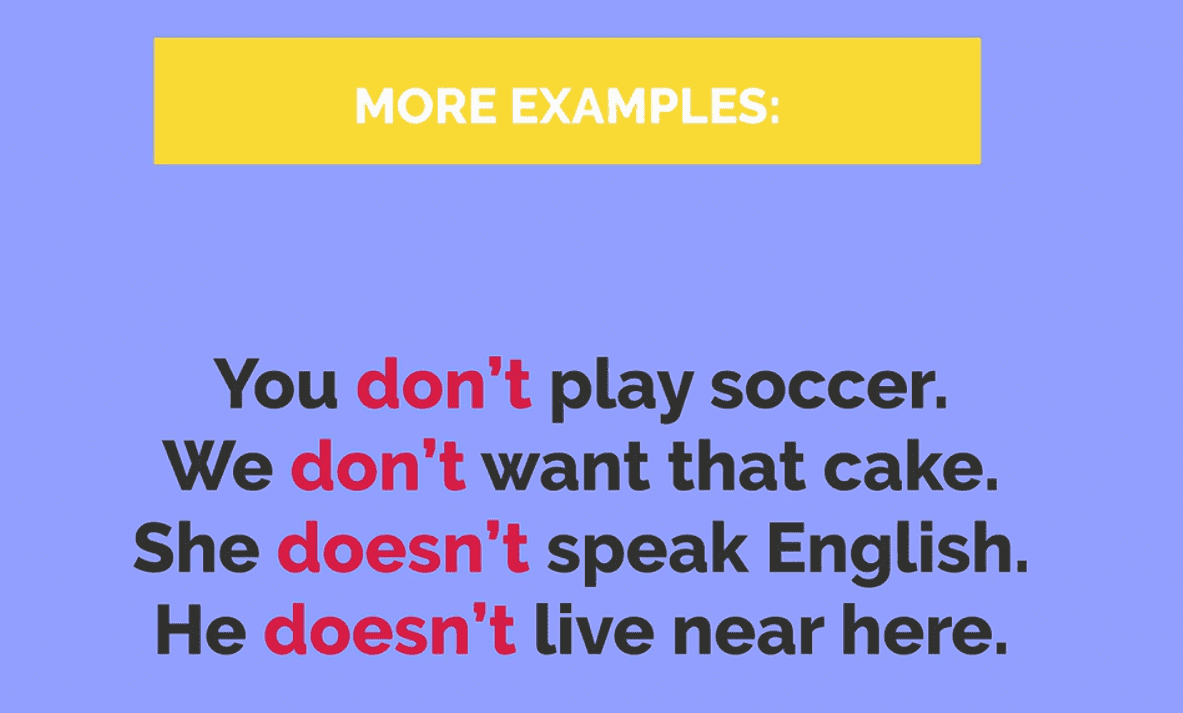 MORE EXAMPLES:
You don’t play soccer.
We don’t want that cake.
She doesn’t speak English.
He doesn’t live near here.